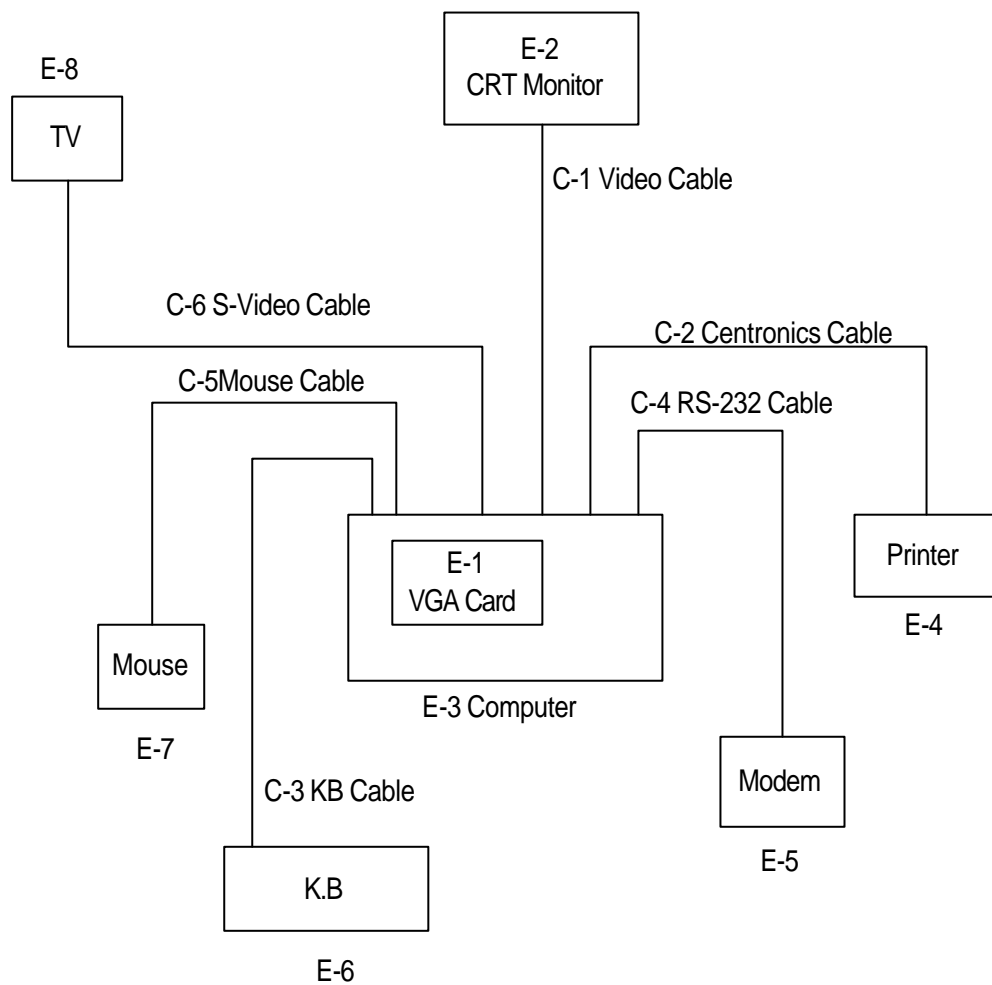 E-2
CRT Monitor
E-8
TV
C-1 Video Cable
C-6 S-Video Cable
C-2 Centronics Cable
C-5Mouse Cable
C-4 RS-232 Cable
E-1
VGA Card
Printer
E-4
Mouse
E-3 Computer
E-7
C-3 KB Cable
Modem
E-5
K.B
E-6